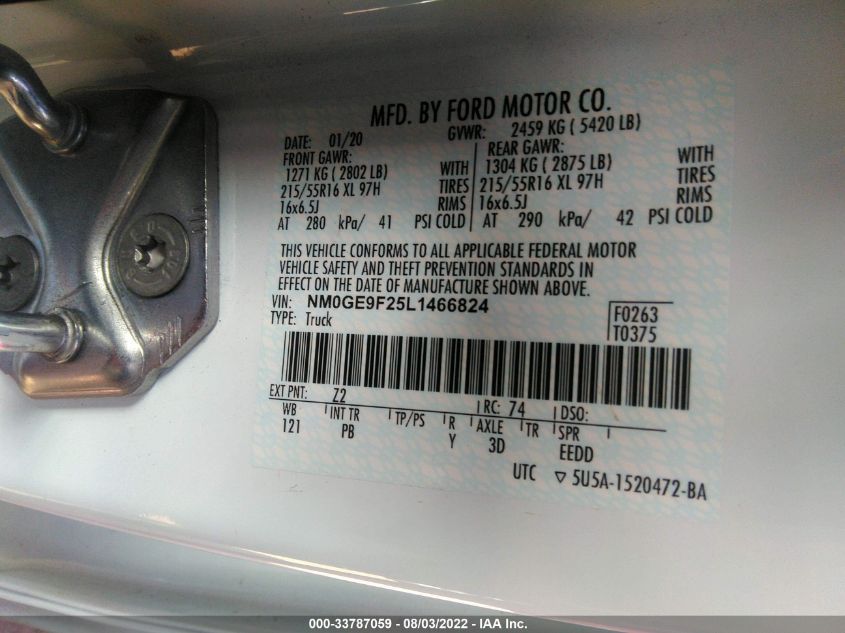 MFD. BY FORD MOTOR CO.
DATE: 01/20 GVWR: 2459 KG ( 5420 LB)
FRONT GAWR: REAR GAWR:
1271 KG ( 2802 LB) WITH 1304 KG ( 2875 LB) WITH
215/55R16 XL 97H TIRES 215/55R16 XL 97H TIRES
16x6.5J RIMS 16x6.5J RIMS
AT 280 kPa/ 41 PSI COLD AT 290 kPa/ 42 PSI COLD
THIS VEHICLE CONFORMS TO ALL APPLICABLE FEDERAL MOTOR
VEHICLE SAFETY AND THEFT PREVENTION STANDARDS IN
EFFECT ON THE DATE OF MANUFACTURE SHOWN ABOVE.
VIN: NM0GE9F25L1466824 F0263
TYPE: Truck T0375
EXT PNT: Z2 RC: 74 DSO:
WB INT TR TP/PS R AXLE TR SPR
121 PB Y 3D EEDD
UTC ▽ 5U5A-1520472-BA
000-33787059 - 08/03/2022 - IAA Inc.